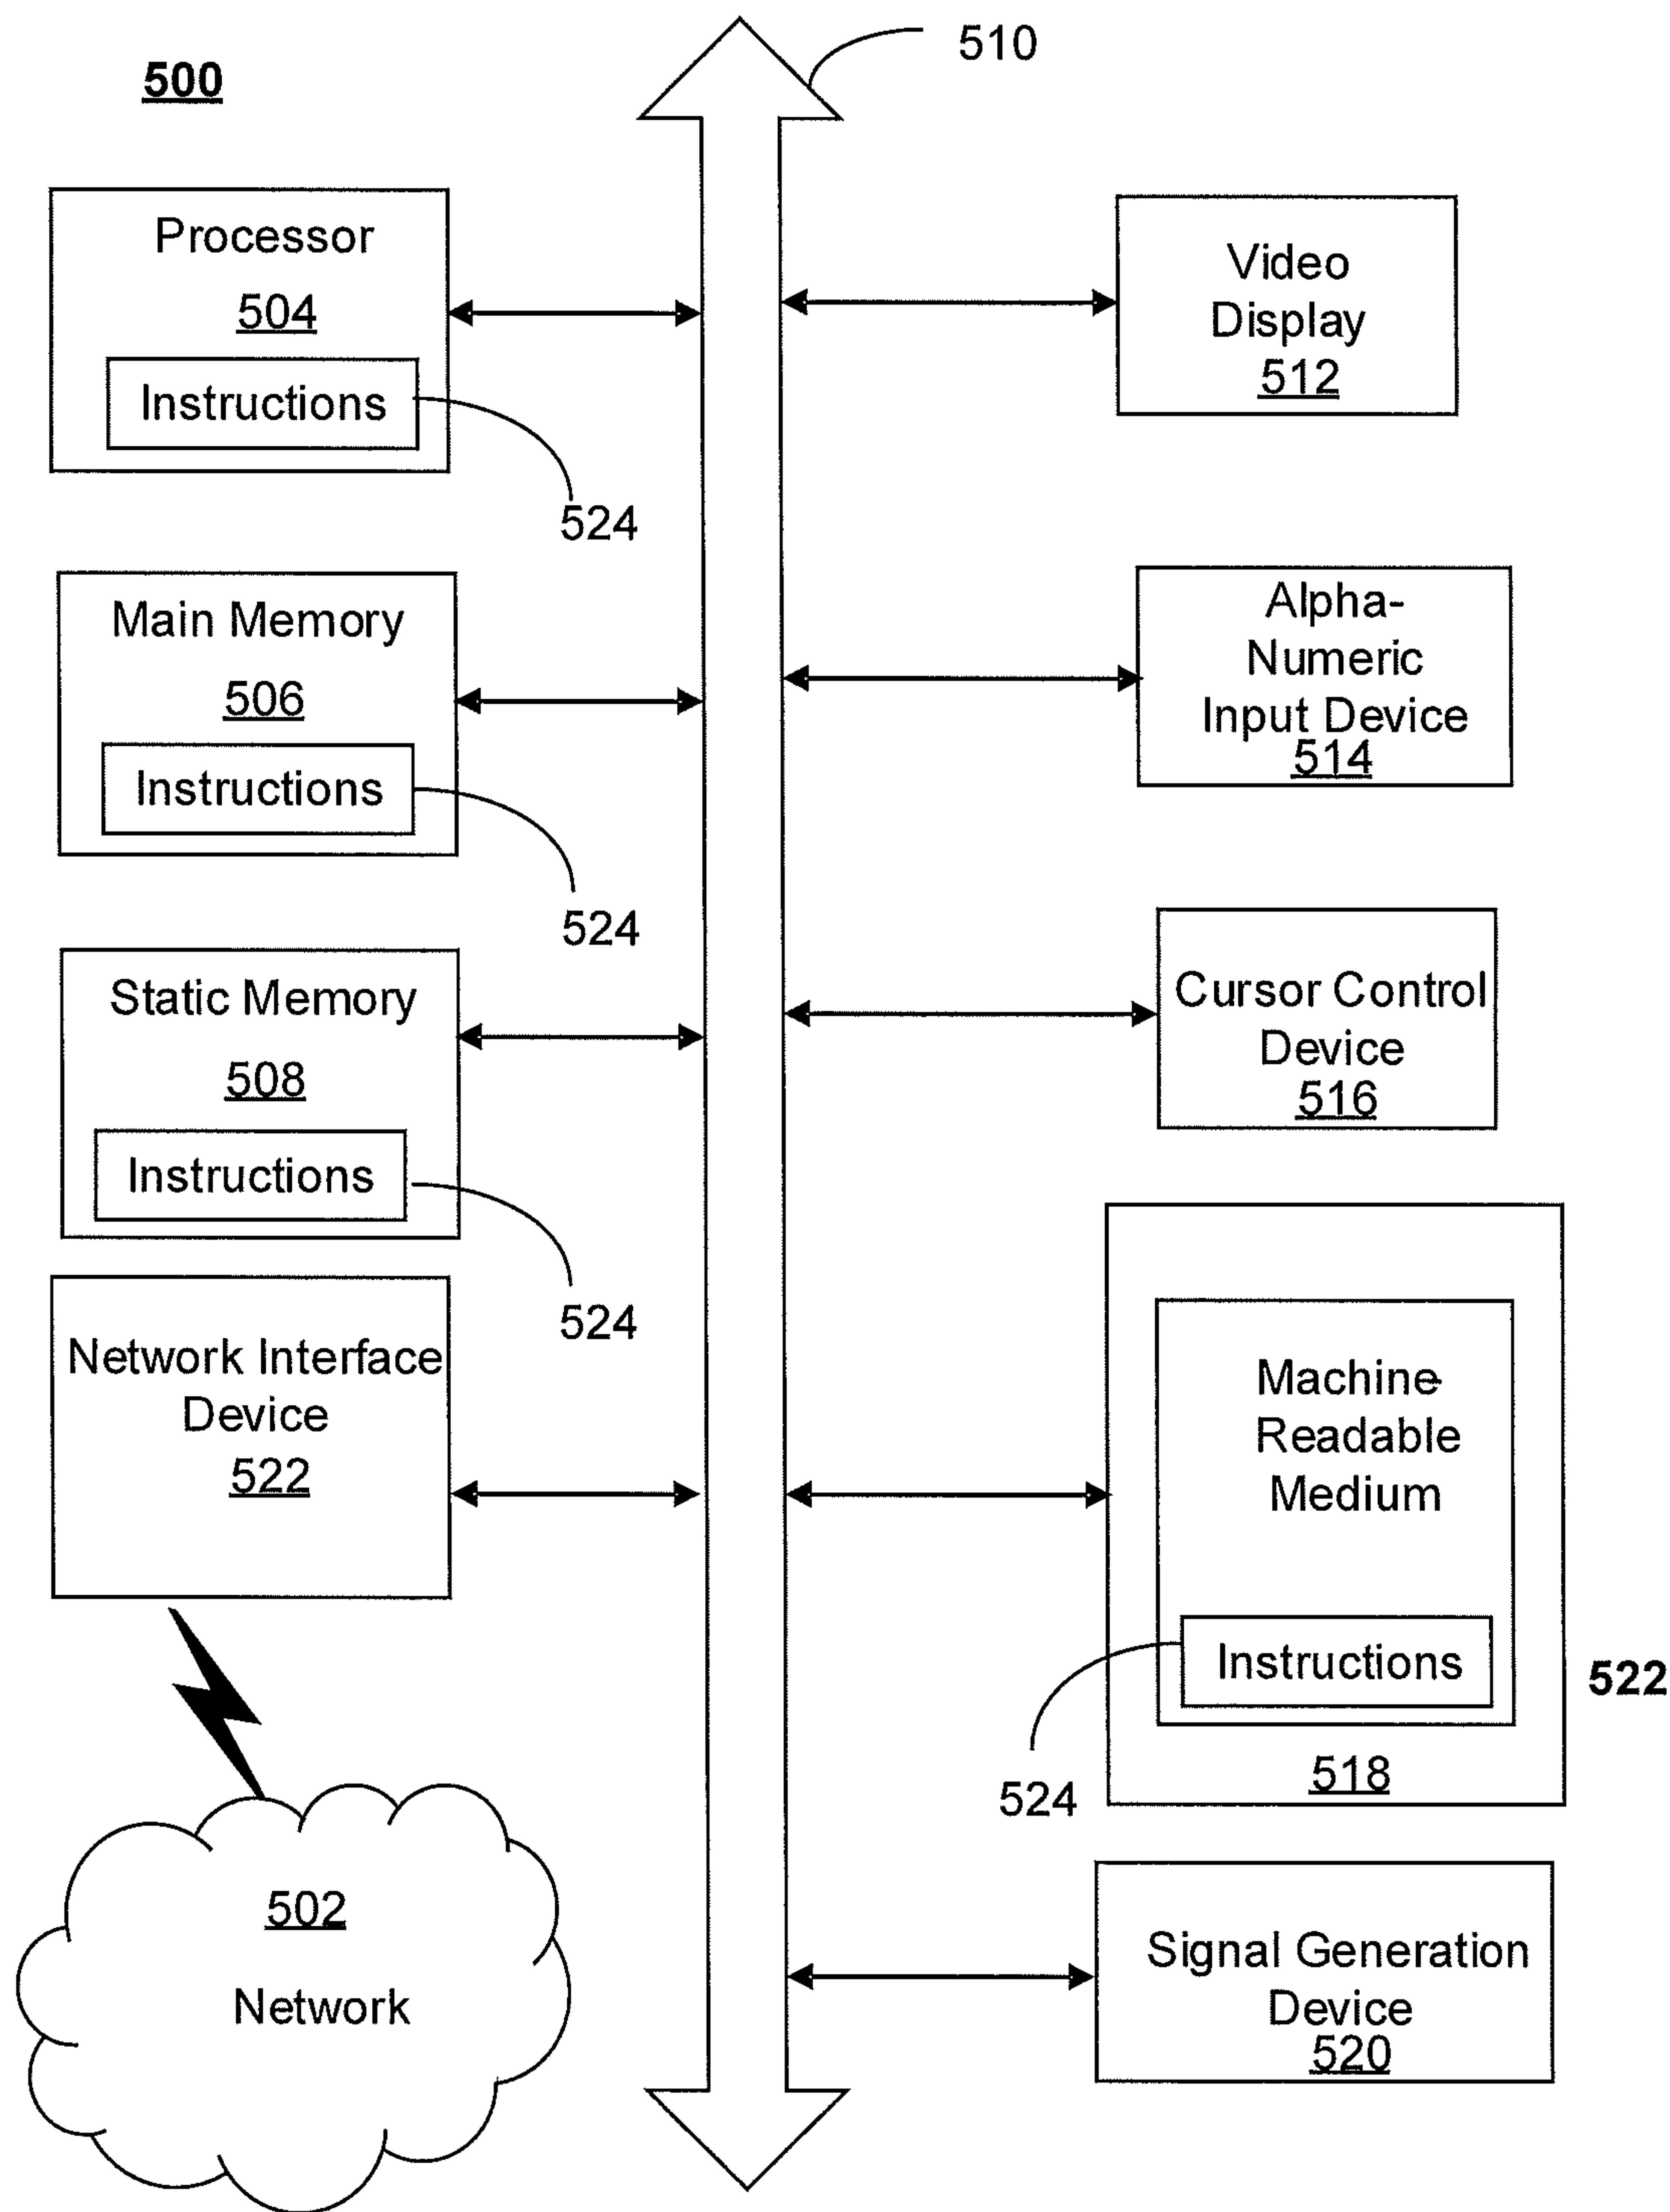 500
510
Processor
504
Instructions
524
Main Memory
506
Instructions
524
Static Memory
508
Instructions
524
Network Interface
Device
522
502
Network
Video
Display
512
Alpha-
Numeric
Input Device
514
Cursor Control
Device
516
Machine-
Readable
Medium
Instructions
522
518
524
Signal Generation
Device
520